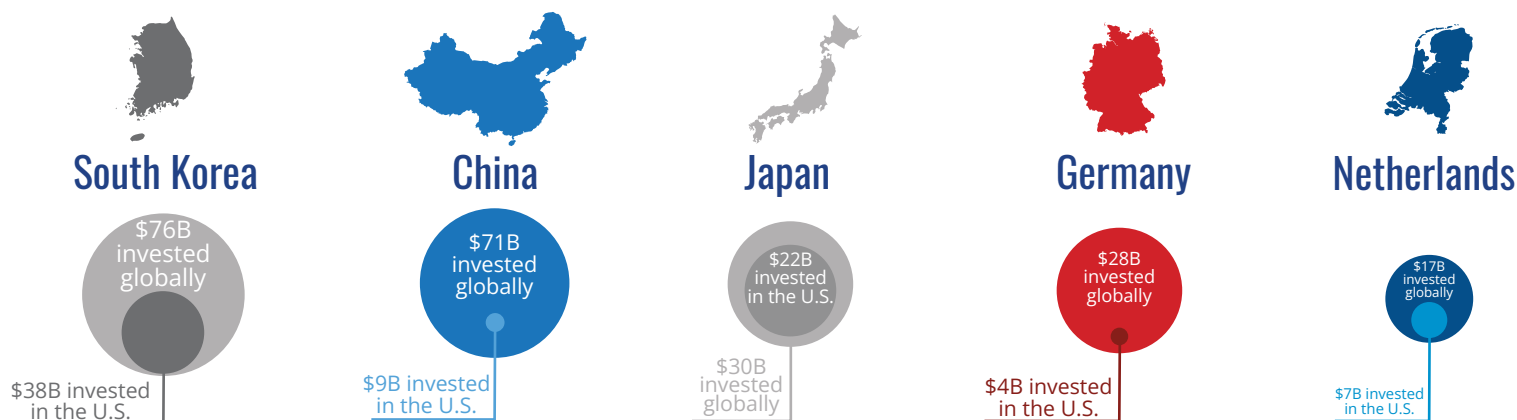 South Korea
$76B
invested
globally
$38B invested
in the U.S.
China
$71B
invested
globally
$9B invested
in the U.S.
Japan
$22B
invested
in the U.S.
$30B
invested
globally
Germany
$28B
invested
globally
$4B invested
in the U.S.
Netherlands
$17B
invested
globally
$7B invested
in the U.S.